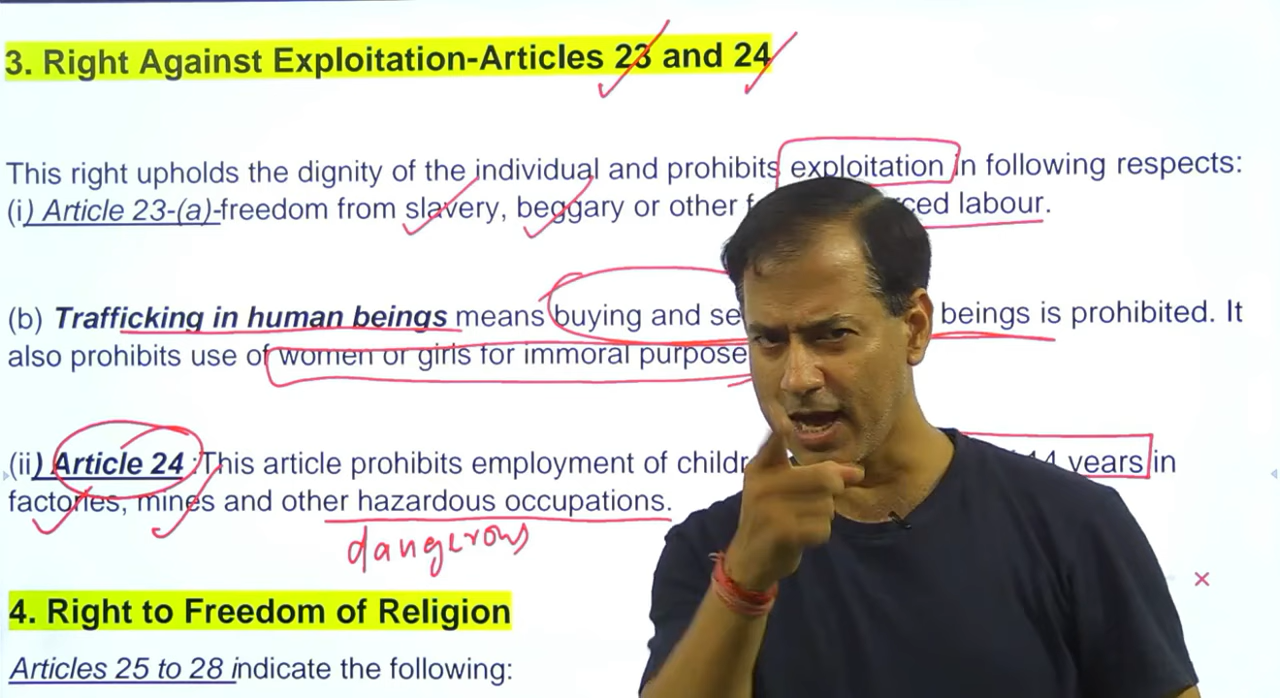 3. Right Against Exploitation-Articles 23 and 24
This right upholds the dignity of the individual and prohibits exploitation in following respects:
(i) Article 23-(a)-freedom from slavery, beggary or other labour.
(b) Trafficking in human beings means buying and beings is prohibited. It
also prohibits use of women or girls for immoral purpose
(ii) Article 24 :This article prohibits employment of 14 years in
factories, mines and other hazardous occupations.
dangerous
4. Right to Freedom of Religion
Articles 25 to 28 indicate the following: